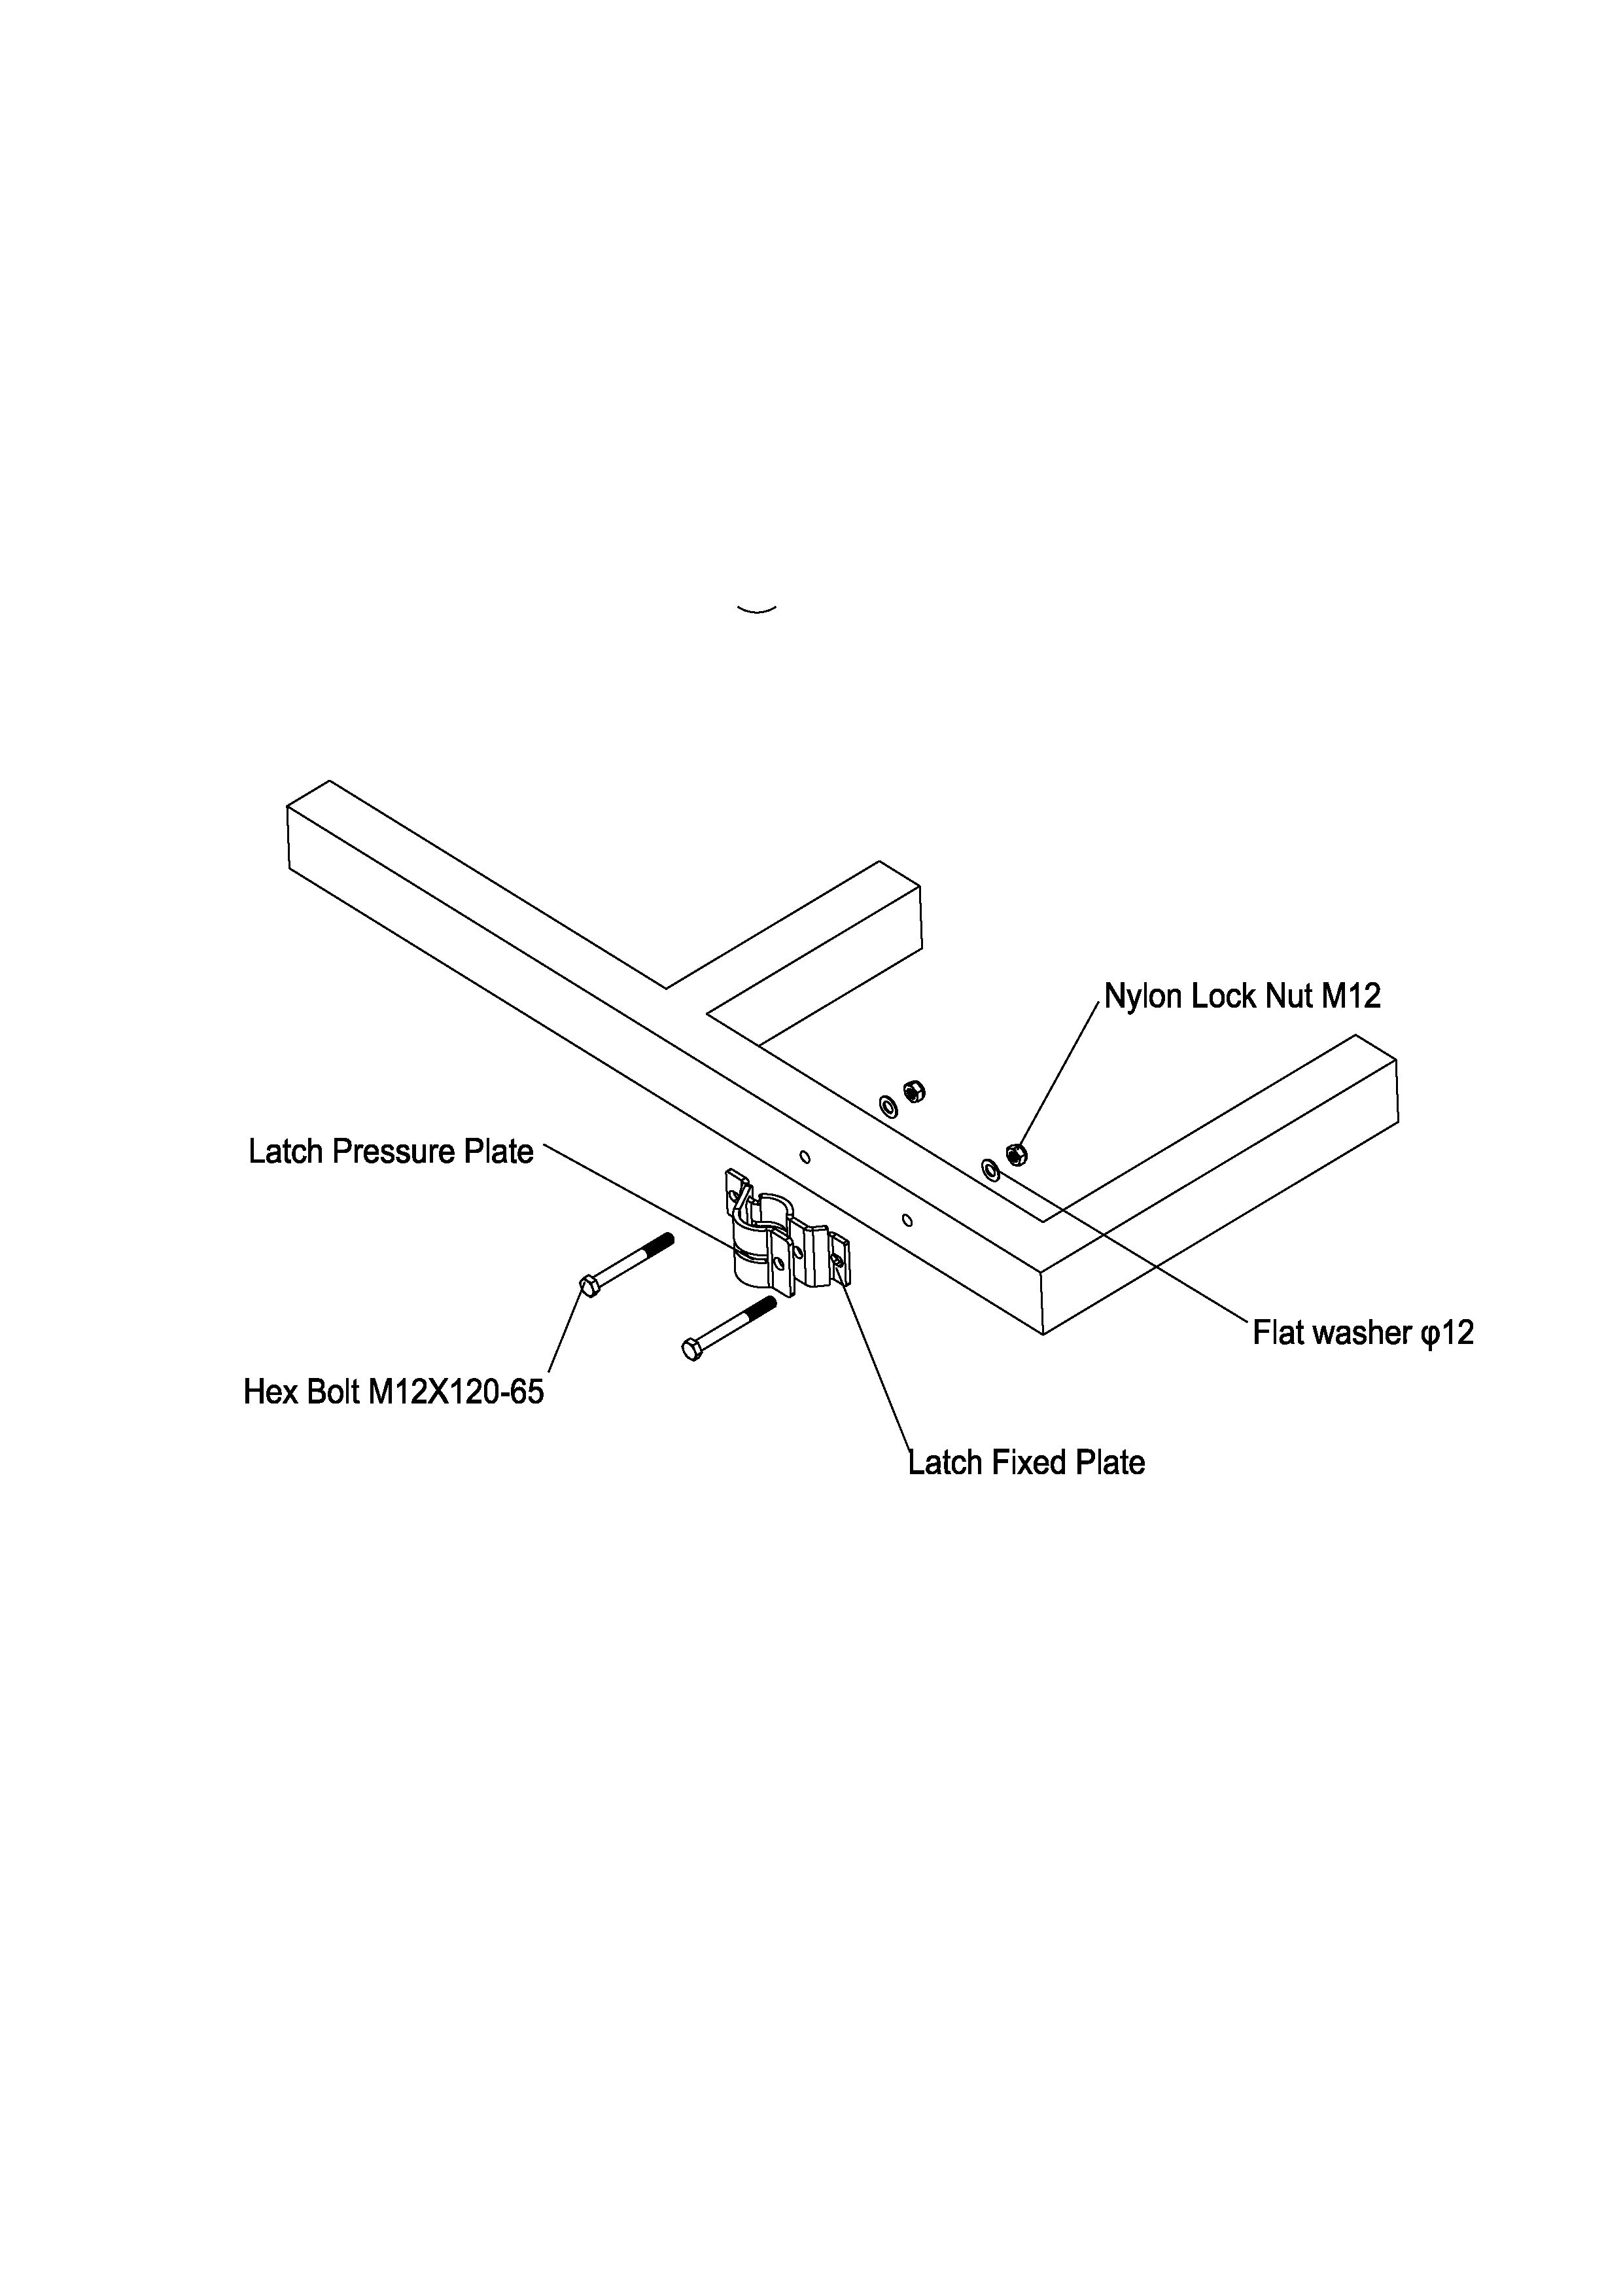 Nylon Lock Nut M12
Latch Pressure Plate
Flat washer φ12
Hex Bolt M12X120-65
Latch Fixed Plate